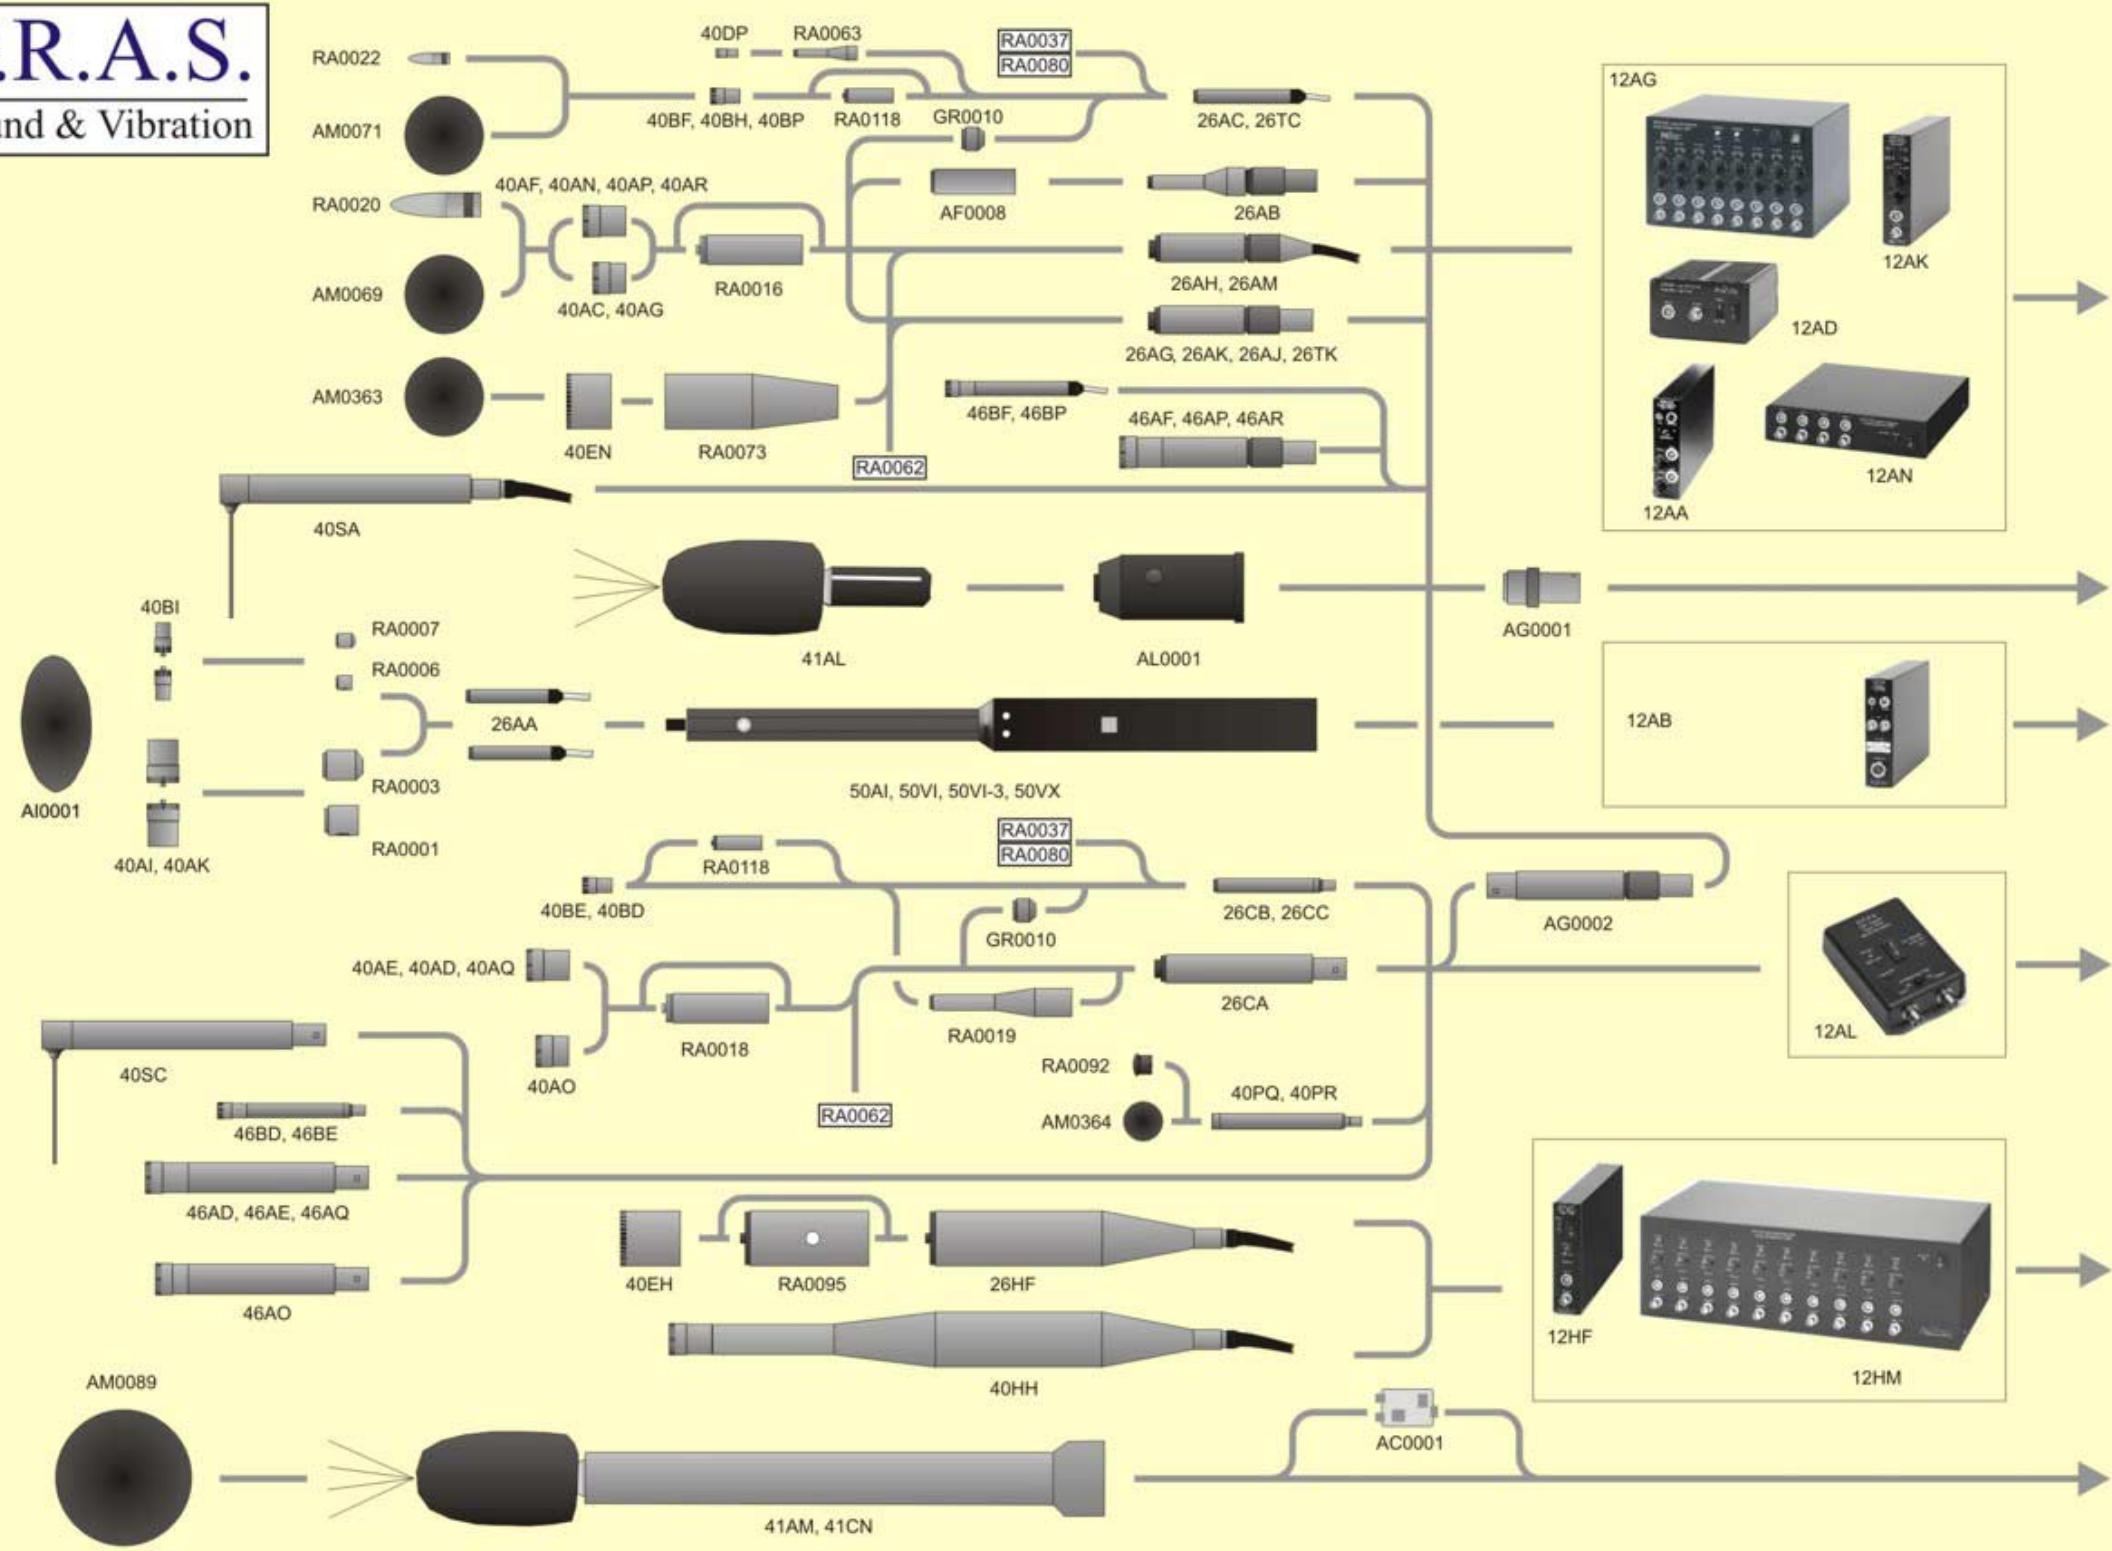 .R.A.S.
und & Vibration
RA0022
AM0071
RA0020
AM0069
AM0363
40DP
RA0063
RA0037
RA0080
40BF, 40BH, 40BP
RA0118
GR0010
26AC, 26TC
40AF, 40AN, 40AP, 40AR
AF0008
26AB
40AC, 40AG
RA0016
26AH, 26AM
26AG, 26AK, 26AJ, 26TK
40EN
RA0073
RA0062
46BF, 46BP
46AF, 46AP, 46AR
12AG
12AK
12AD
12AA
12AN
40SA
41AL
AL0001
AG0001
40BI
RA0007
RA0006
26AA
RA0003
RA0001
AI0001
40AI, 40AK
50AI, 50VI, 50VI-3, 50VX
12AB
RA0037
RA0080
RA0118
40BE, 40BD
26CB, 26CC
GR0010
AG0002
40AE, 40AD, 40AQ
RA0018
40AO
26CA
RA0019
12AL
40SC
RA0092
AM0364
40PQ, 40PR
RA0062
46BD, 46BE
46AD, 46AE, 46AQ
46AO
40EH
RA0095
26HF
40HH
12HF
12HM
AM0089
AC0001
41AM, 41CN